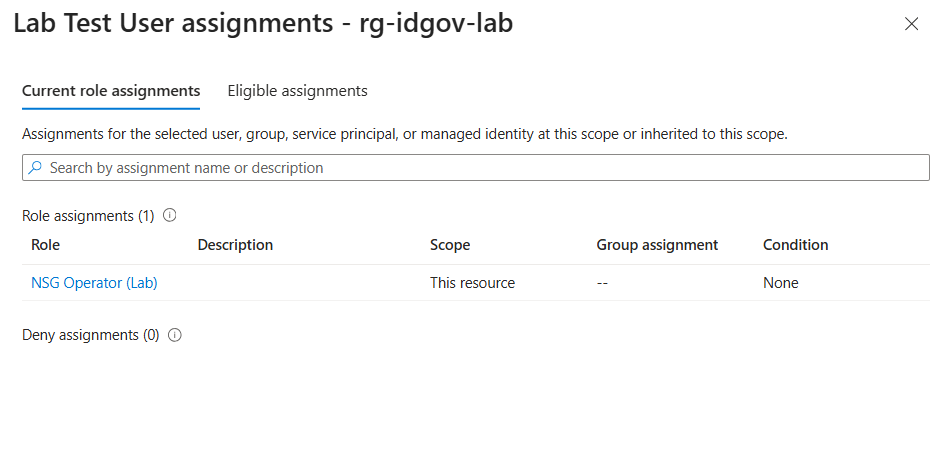 Lab Test User assignments - rg-idgov-lab
Current role assignments Eligible assignments
Assignments for the selected user, group, service principal, or managed identity at this scope or inherited to this scope.
Search by assignment name or description
Role assignments (1)
Role Description Scope Group assignment Condition
NSG Operator (Lab) This resource -- None
Deny assignments (0)